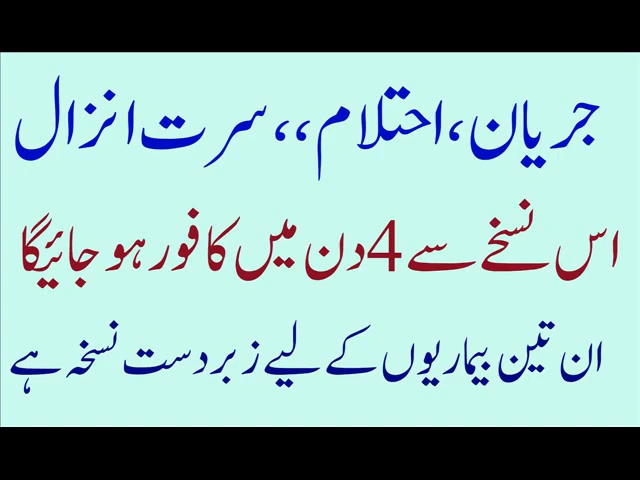 جریان، احتلام،، سرت انزال
اس نسخے سے 4 دن میں کافور ہو جائیگا
ان تین بیماریوں کے لیے زبردست نسخہ ہے